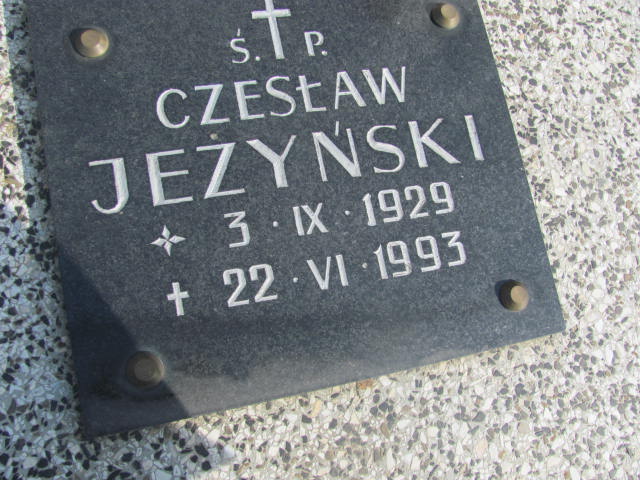 Ś. P.
CZESŁAW
JEŻYŃSKI
3 · IX · 1929
22 · VI · 1993